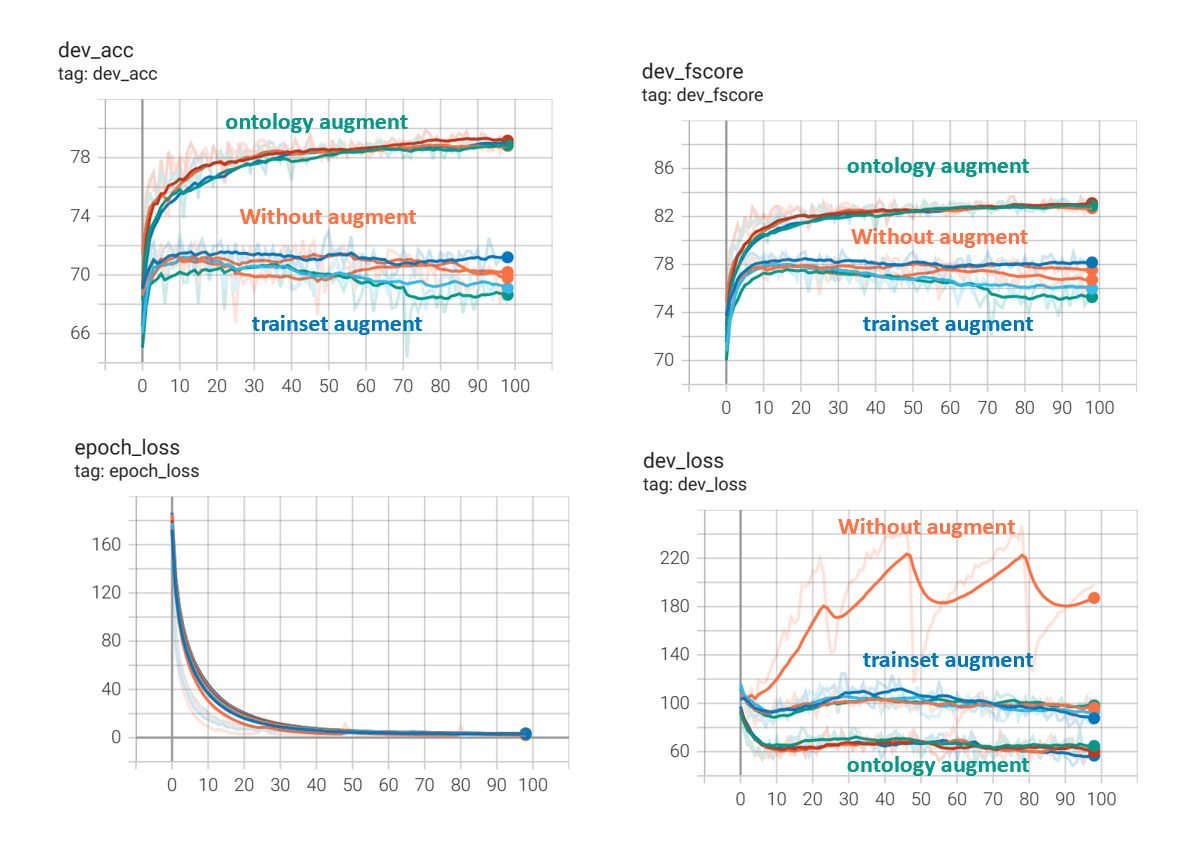 dev_acc
tag: dev_acc
ontology augment
78
74
Without augment
70
trainset augment
66
0 10 20 30 40 50 60 70 80 90 100
dev_fscore
tag: dev_fscore
86
ontology augment
82
Without augment
78
74
trainset augment
70
0 10 20 30 40 50 60 70 80 90 100
epoch_loss
tag: epoch_loss
160
120
80
40
0
0 10 20 30 40 50 60 70 80 90 100
dev_loss
tag: dev_loss
Without augment
220
180
trainset augment
140
100
60
ontology augment
0 10 20 30 40 50 60 70 80 90 100